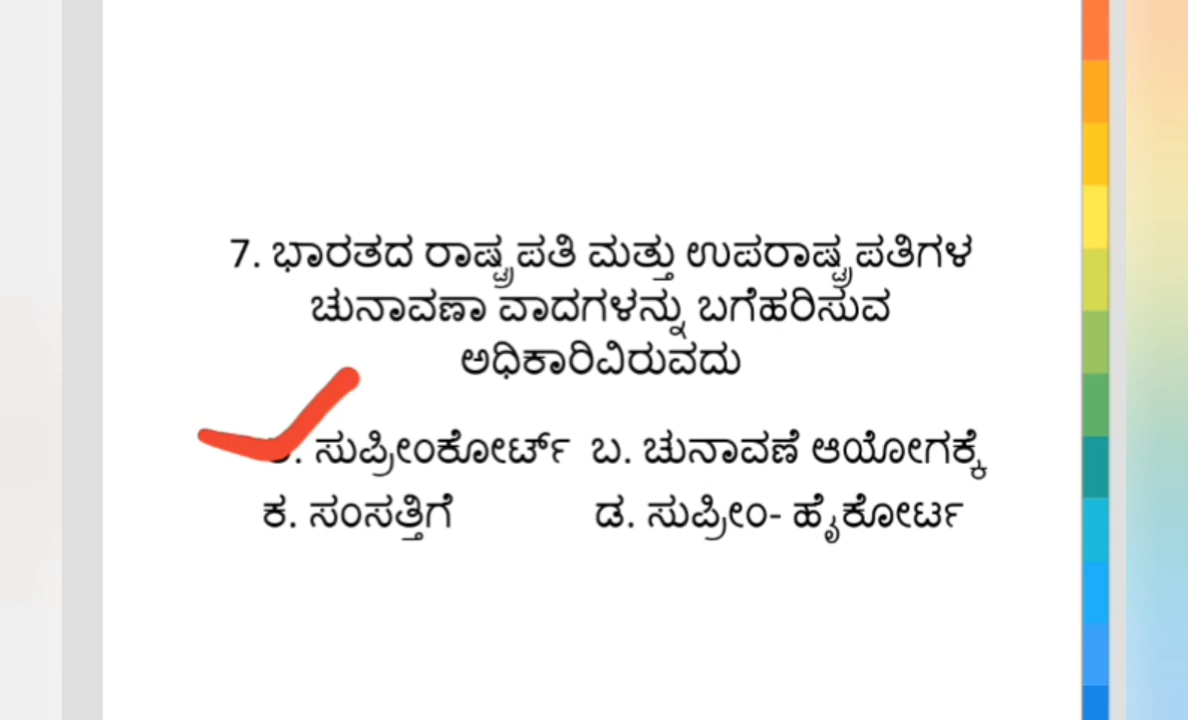 7. ಭಾರತದ ರಾಷ್ಟ್ರಪತಿ ಮತ್ತು ಉಪರಾಷ್ಟ್ರಪತಿಗಳ
ಚುನಾವಣಾ ವಾದಗಳನ್ನು ಬಗೆಹರಿಸುವ
ಅಧಿಕಾರಿವಿರುವದು
ಸುಪ್ರೀಂಕೋರ್ಟ್ ಬ. ಚುನಾವಣೆ ಆಯೋಗಕ್ಕೆ
ಕ. ಸಂಸತ್ತಿಗೆ ಡ. ಸುಪ್ರೀಂ- ಹೈಕೋರ್ಟ